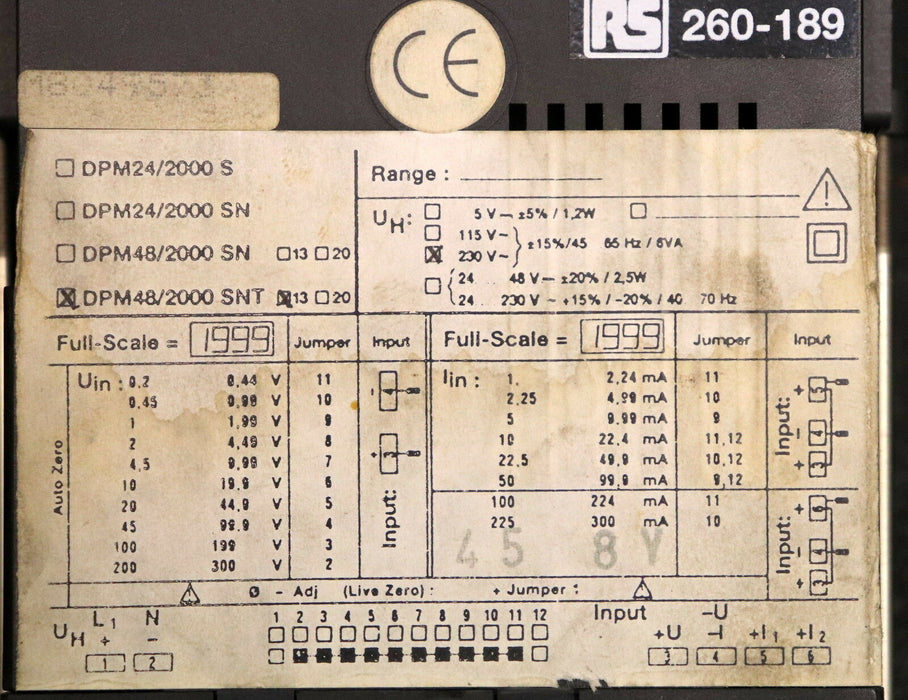 RS 260-189
CE
DPM24/2000 S
DPM24/2000 SN
DPM48/2000 SN 13 20
DPM48/2000 SNT 13 20
Range :
UH: 5 V ±5% / 1,2W
115 V~
230 V~ ±15%/45 65 Hz / 6VA
24 48 V ±20% / 2,5W
24 230 V ~ +15% / -20% / 40 70 Hz
Full-Scale = 1999 Jumper Input
Auto Zero
Uin : 0.2 0,44 V 11
0,45 0,99 V 10
1 1,99 V 9
2 4,49 V 8
4,5 9,99 V 7
10 19,9 V 6
20 44,9 V 5
45 99,9 V 4
100 199 V 3
200 300 V 2
- 4
+ 3
Input:
Full-Scale = 1999 Jumper Input
Iin : 1. 2,24 mA 11
2,25 4,99 mA 10
5 9,99 mA 9
10 22,4 mA 11,12
22,5 49,9 mA 10,12
50 99,9 mA 9,12
100 224 mA 11
225 300 mA 10
45 8V
Input: + 5
- 4
+ 3
Input: + 6
- 4
+ 3
0 - Adj (Live Zero) : + Jumper :
UH L1 N
+ -
1 2
1 2 3 4 5 6 7 8 9 10 11 12
Input -U
+U -I +I1 +I2
3 4 5 6